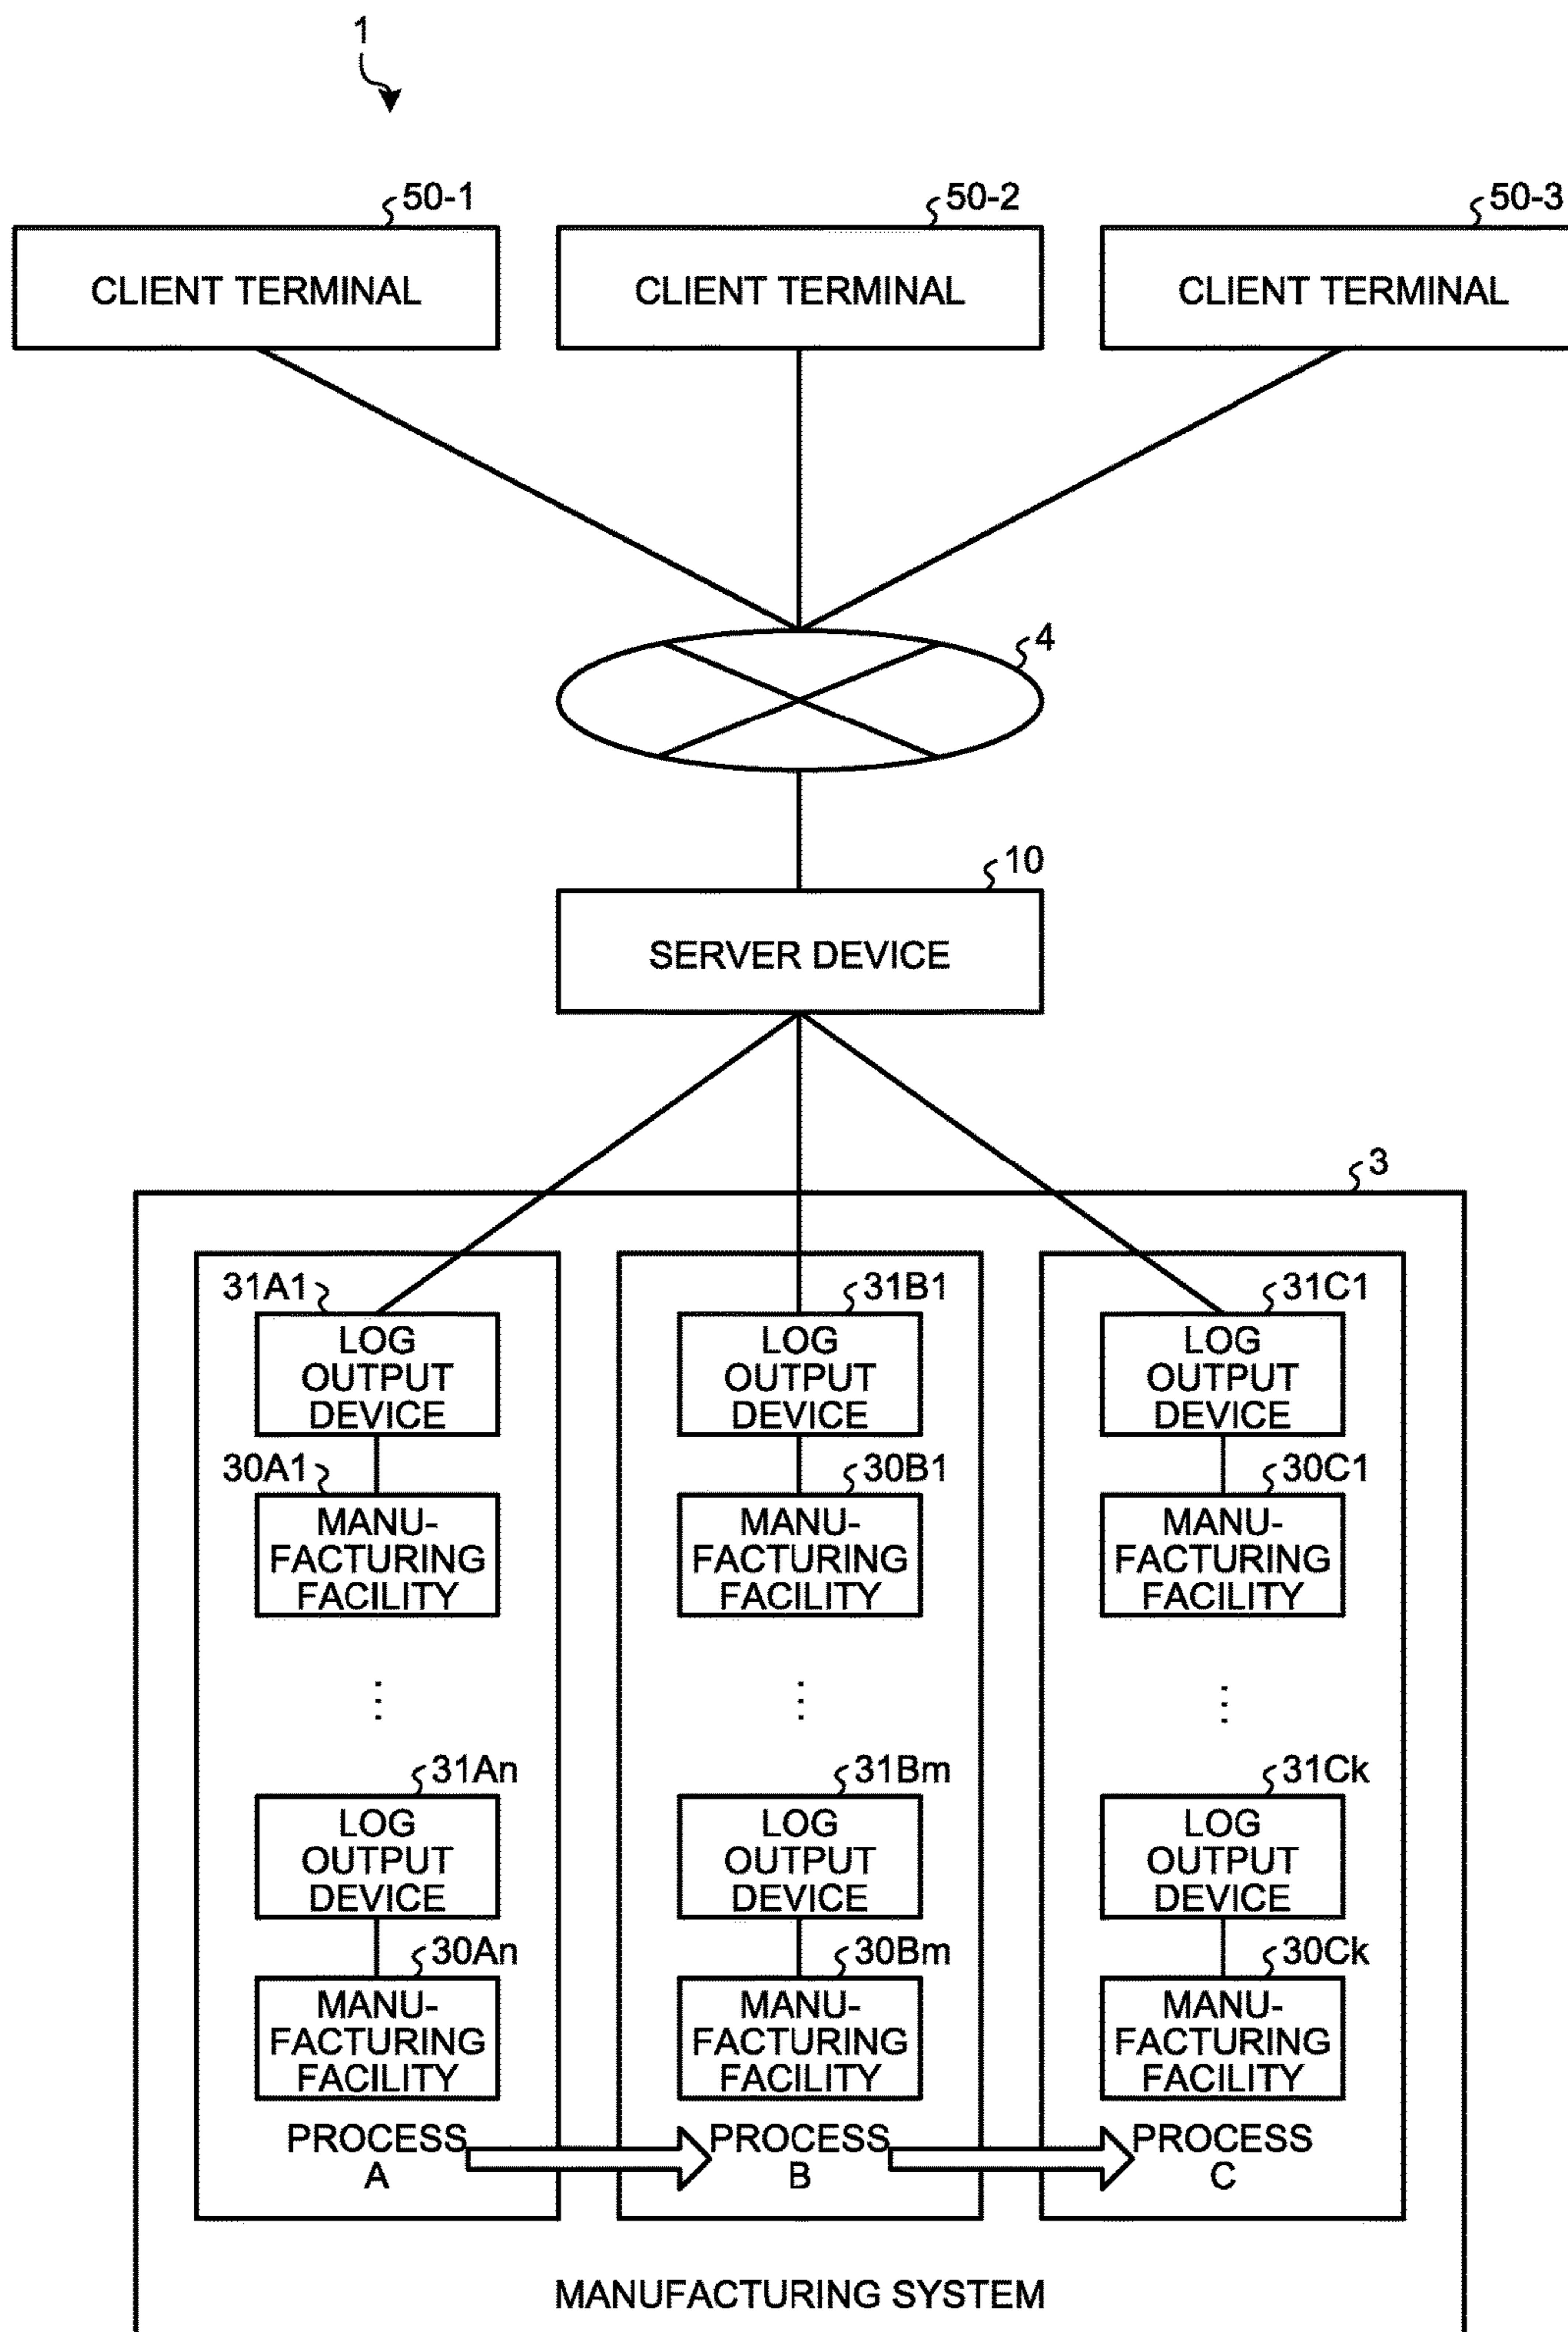 1
50-1
50-2
50-3
CLIENT TERMINAL
CLIENT TERMINAL
CLIENT TERMINAL
4
10
SERVER DEVICE
3
31A1
LOG
OUTPUT
DEVICE
30A1
MANU-
FACTURING
FACILITY
⋮
31An
LOG
OUTPUT
DEVICE
30An
MANU-
FACTURING
FACILITY
PROCESS
A
31B1
LOG
OUTPUT
DEVICE
30B1
MANU-
FACTURING
FACILITY
⋮
31Bm
LOG
OUTPUT
DEVICE
30Bm
MANU-
FACTURING
FACILITY
PROCESS
B
31C1
LOG
OUTPUT
DEVICE
30C1
MANU-
FACTURING
FACILITY
⋮
31Ck
LOG
OUTPUT
DEVICE
30Ck
MANU-
FACTURING
FACILITY
PROCESS
C
MANUFACTURING SYSTEM